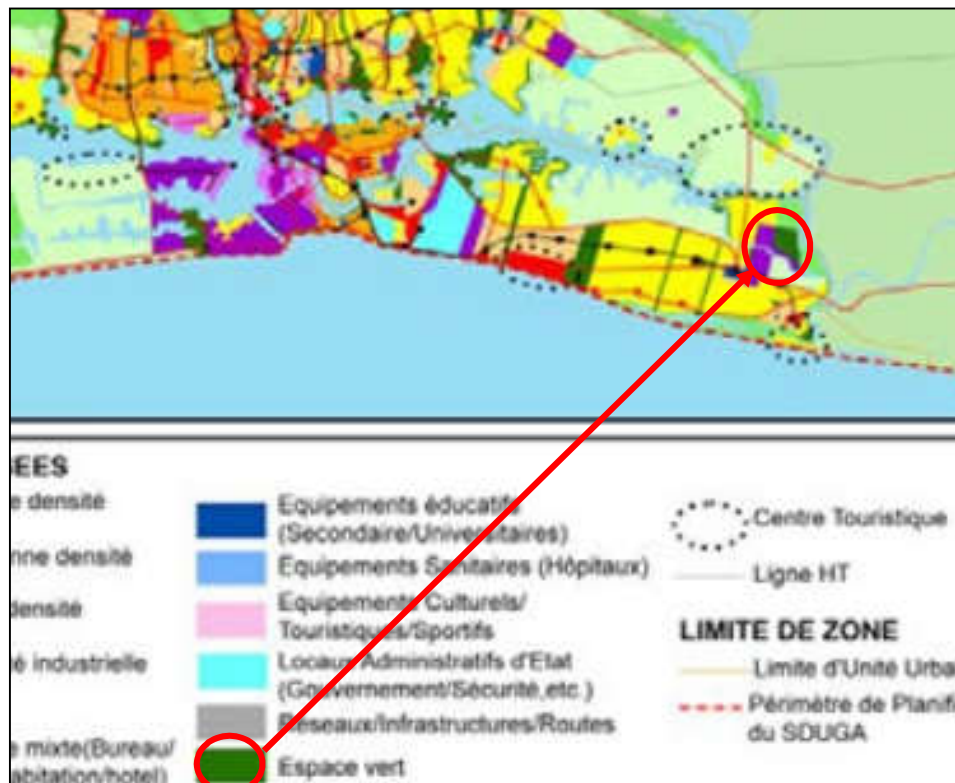 EES
e densité
nne densité
densité
é industrielle
e mixte(Bureau/
abitation/hotel)
Equipements éducatifs
(Secondaire/Universitaires)
Equipements Sanitaires (Hôpitaux)
Equipements Culturels/
Touristiques/Sportifs
Locaux Administratifs d'Etat
(Gouvernement/Sécurité,etc.)
Réseaux/Infrastructures/Routes
Espace vert
Centre Touristique
Ligne HT
LIMITE DE ZONE
Limite d'Unité Urba
Périmètre de Planifi
du SDUGA